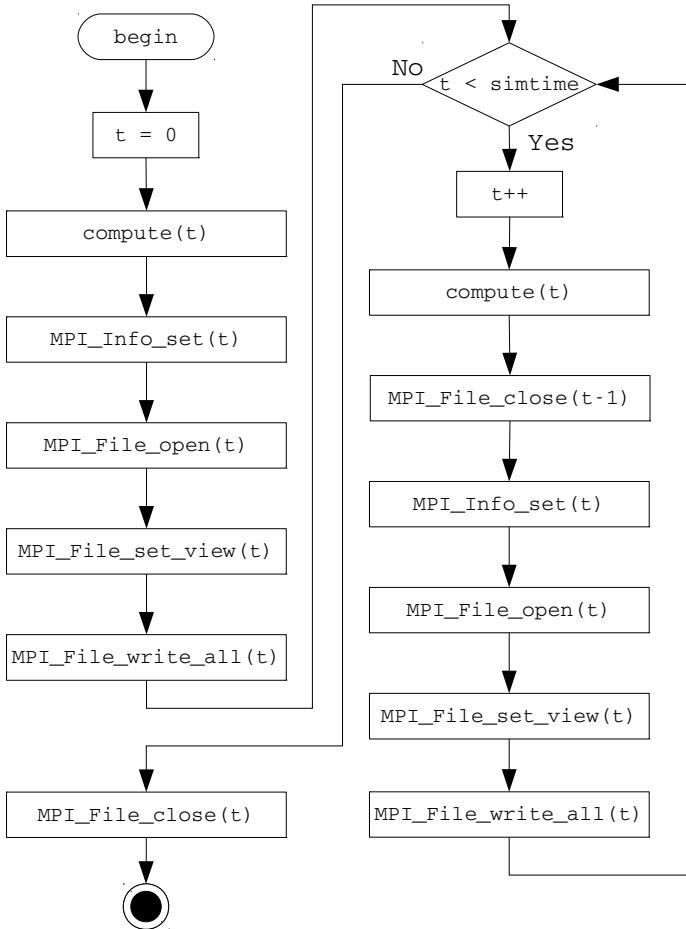 begin
t = 0
compute(t)
MPI_Info_set(t)
MPI_File_open(t)
MPI_File_set_view(t)
MPI_File_write_all(t)
No
t < simtime
Yes
t++
compute(t)
MPI_File_close(t-1)
MPI_Info_set(t)
MPI_File_open(t)
MPI_File_set_view(t)
MPI_File_write_all(t)
MPI_File_close(t)